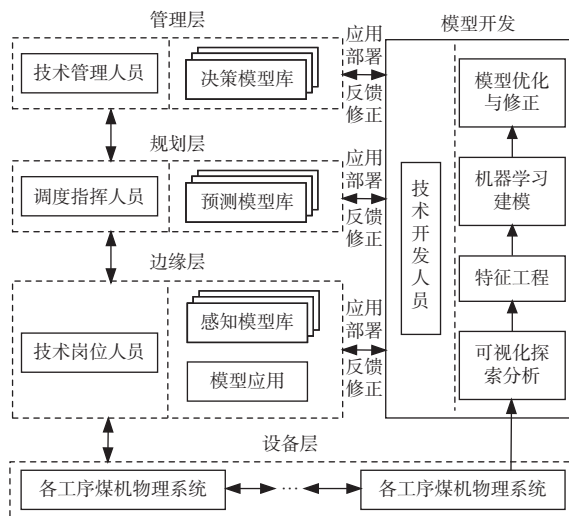 管理层
技术管理人员
决策模型库
应用
部署
反馈
修正
规划层
调度指挥人员
预测模型库
应用
部署
反馈
修正
边缘层
技术岗位人员
感知模型库
模型应用
应用
部署
反馈
修正
模型开发
技术开发人员
模型优化
与修正
机器学习
建模
特征工程
可视化探
索分析
设备层
各工序煤机物理系统
…
各工序煤机物理系统